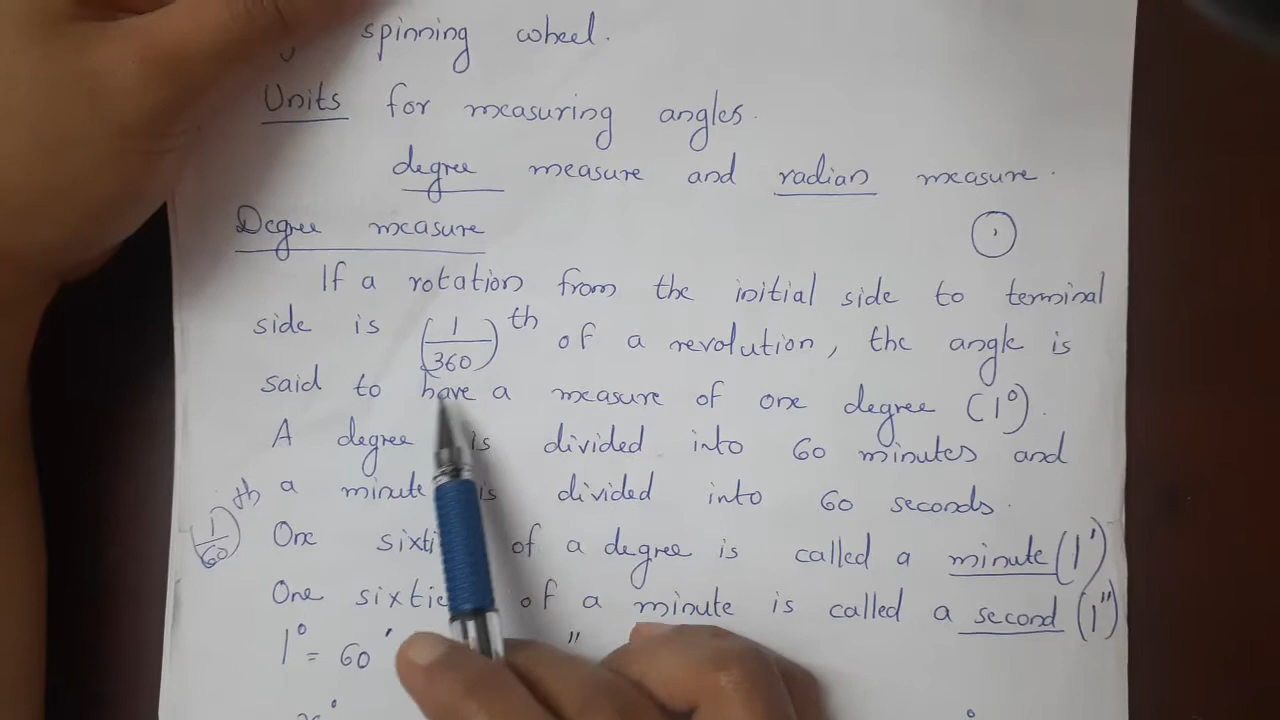 spinning wheel.
Units for measuring angles.
degree measure and radian measure.
Degree measure
If a rotation from the initial side to terminal
side is (1/360)th of a revolution, the angle is
said to have a measure of one degree (1°).
A degree is divided into 60 minutes and
a minute is divided into 60 seconds.
(1/60)th One of a degree is called a minute (1')
One of a minute is called a second (1")
1° = 60' "